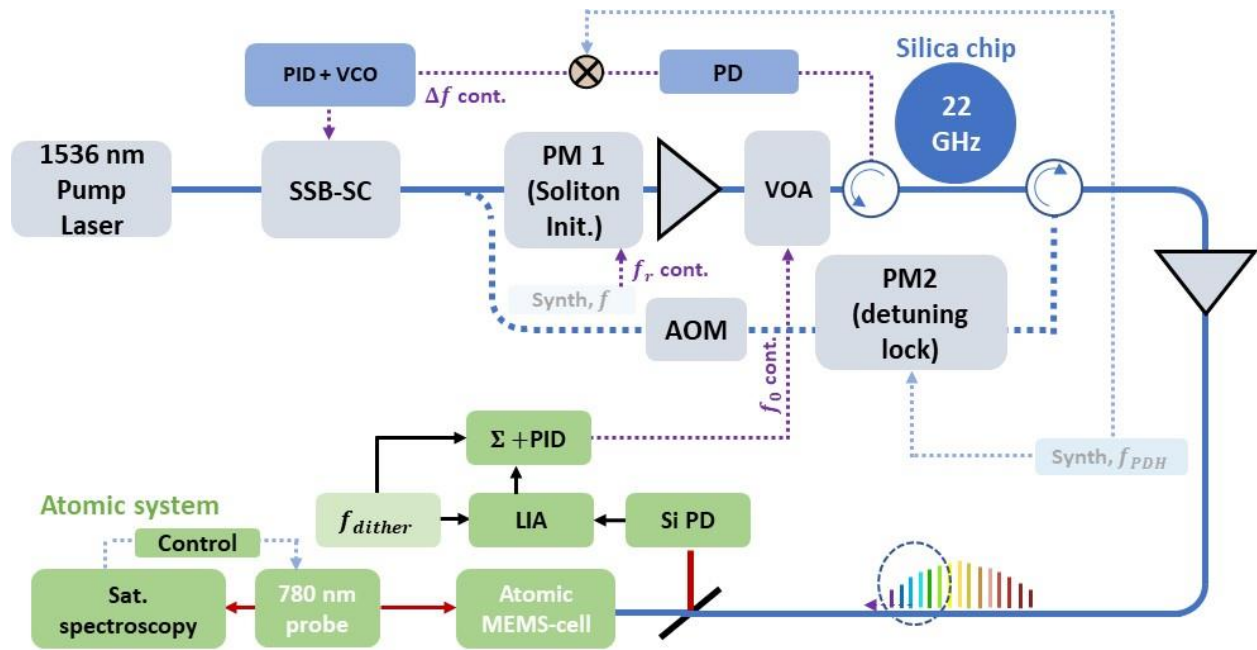 Silica chip
22
GHz
PID + VCO
PD
Δf cont.
1536 nm
Pump
Laser
SSB-SC
PM 1
(Soliton
Init.)
VOA
f_r cont.
Synth, f
AOM
PM2
(detuning
lock)
f_0 cont.
Σ +PID
Synth, f_PDH
Atomic system
f_dither
LIA
Si PD
Control
Sat.
spectroscopy
780 nm
probe
Atomic
MEMS-cell